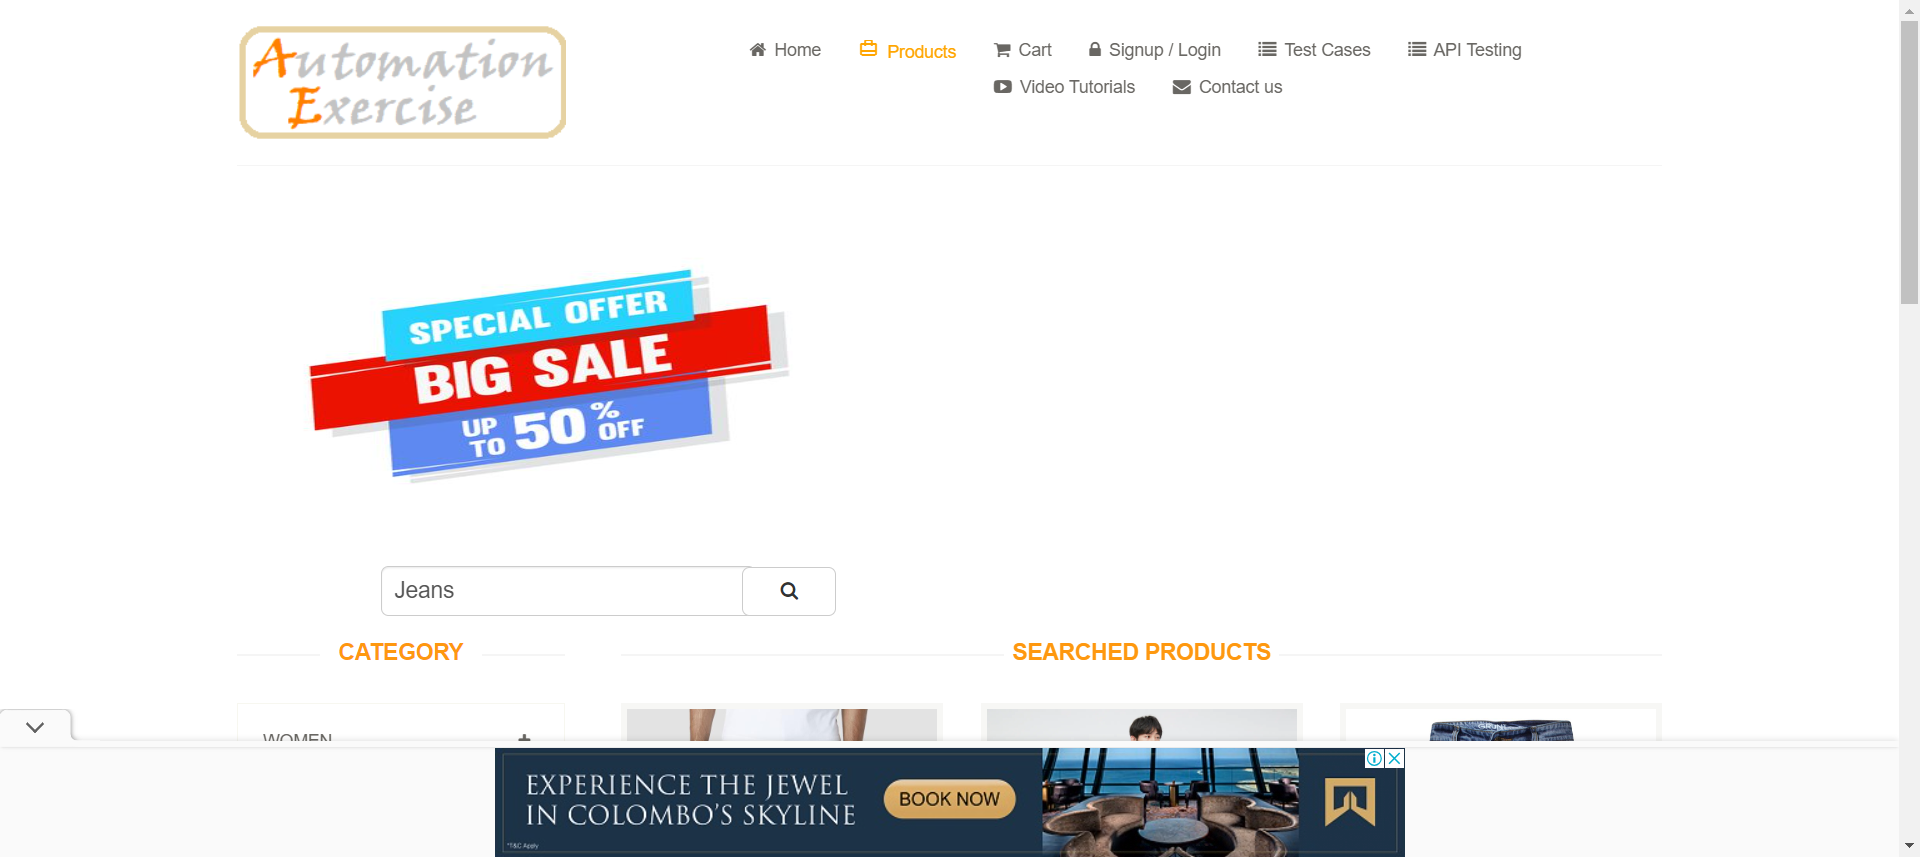 Automation
Exercise
Home
Products
Cart
Signup / Login
Test Cases
API Testing
Video Tutorials
Contact us
SPECIAL OFFER
BIG SALE
UP TO 50% OFF
Jeans
CATEGORY
SEARCHED PRODUCTS
WOMEN
EXPERIENCE THE JEWEL
IN COLOMBO'S SKYLINE
BOOK NOW
*T&C Apply